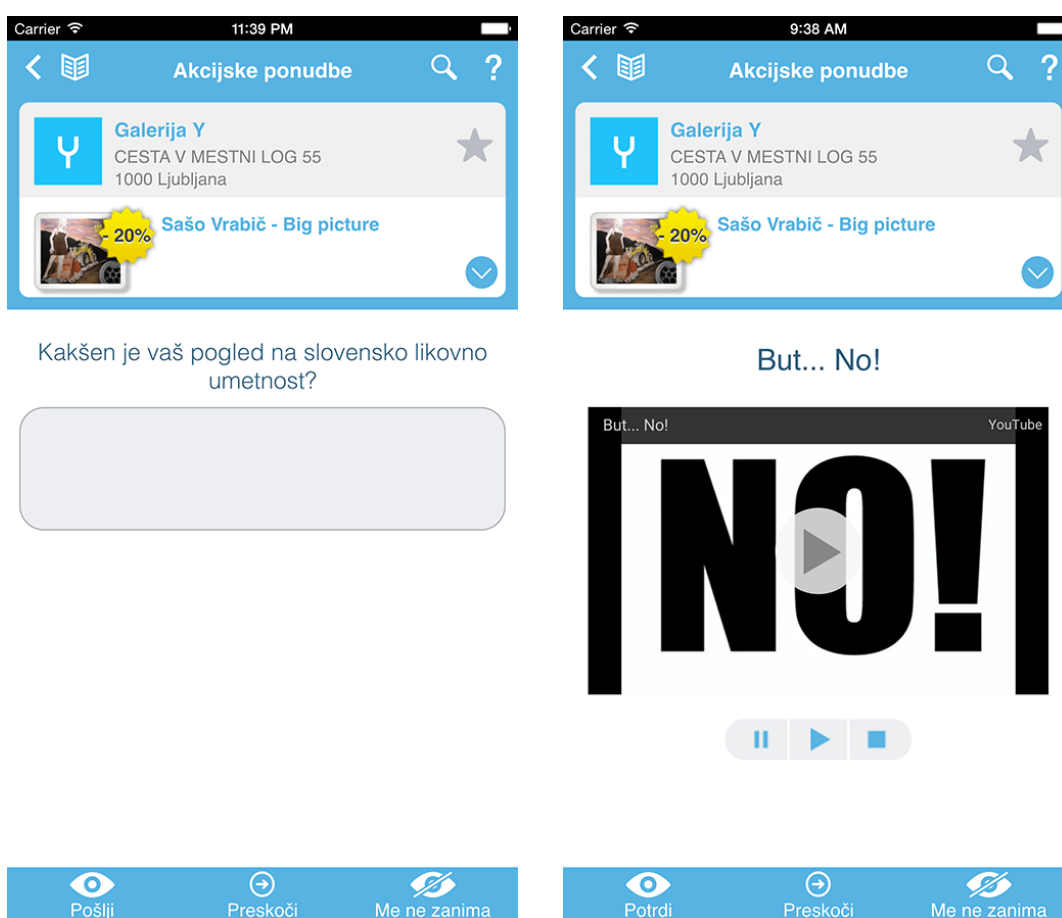 Carrier 11:39 PM
Akcijske ponudbe ?
Galerija Y
CESTA V MESTNI LOG 55
1000 Ljubljana
- 20%
Sašo Vrabič - Big picture
Kakšen je vaš pogled na slovensko likovno
umetnost?
Pošlji Preskoči Me ne zanima
Carrier 9:38 AM
Akcijske ponudbe ?
Galerija Y
CESTA V MESTNI LOG 55
1000 Ljubljana
- 20%
Sašo Vrabič - Big picture
But... No!
But... No! YouTube
NO!
Potrdi Preskoči Me ne zanima